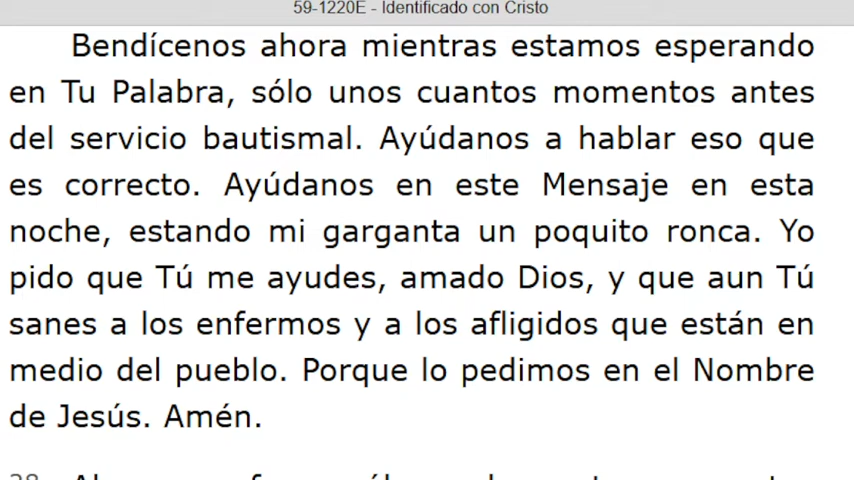 59-1220E - Identificado con Cristo
Bendícenos ahora mientras estamos esperando
en Tu Palabra, sólo unos cuantos momentos antes
del servicio bautismal. Ayúdanos a hablar eso que
es correcto. Ayúdanos en este Mensaje en esta
noche, estando mi garganta un poquito ronca. Yo
pido que Tú me ayudes, amado Dios, y que aun Tú
sanes a los enfermos y a los afligidos que están en
medio del pueblo. Porque lo pedimos en el Nombre
de Jesús. Amén.